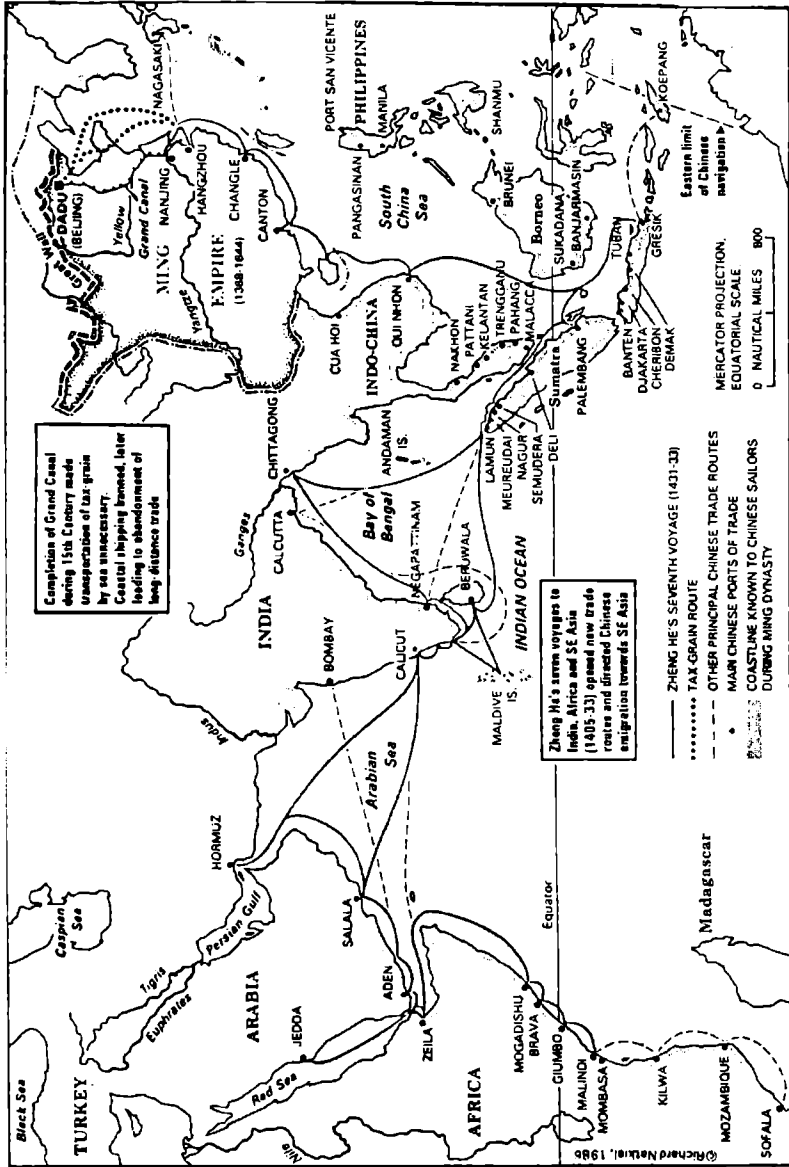 Black Sea
TURKEY
Caspian
Sea
Tigris
Euphrates
Persian Gulf
HORMUZ
ARABIA
JEDDA
Red Sea
Nile
SALALA
ADEN
ZEILA
AFRICA
MOGADISHU
BRAVA
GIUMBO
MALINDI
MOMBASA
KILWA
MOZAMBIQUE
SOFALA
Madagascar
Equator
Arabian
Sea
Indus
INDIA
BOMBAY
CALICUT
MALDIVE
IS.
Ganges
CALCUTTA
CHITTAGONG
Bay of
Bengal
NEGAPATTINAM
BERUWALA
INDIAN OCEAN
ANDAMAN
IS.
Completion of Grand Canal
during 15th Century made
transportation of tax-grain
by sea unnecessary.
Coastal shipping banned, later
leading to abandonment of
long-distance trade
Great Wall
DADU
(BEIJING)
Yellow
Grand Canal
NANJING
HANGZHOU
NAGASAKI
MING
EMPIRE
(1368-1644)
Yangtze
CHANGLE
CANTON
CUA HOI
INDO-CHINA
QUI NHON
NAKHON
PATTANI
KELANTAN
TRENGGANU
PAHANG
MALACCA
LAMURI
MEUREUDAI
NAGUR
SEMUDERA
DELI
Sumatra
PALEMBANG
PORT SAN VICENTE
PHILIPPINES
PANGASINAN
MANILA
South
China
Sea
SHANMU
BRUNEI
Borneo
SUKADANA
BANJARMASIN
TUBAN
GRESIK
BANTEN
DJAKARTA
CHERIBON
DEMAK
KOEPANG
Eastern limit
of Chinese
navigation
Zheng He's seven voyages to
India, Africa and SE Asia
(1405-33) opened new trade
routes and directed Chinese
emigration towards SE Asia
ZHENG HE'S SEVENTH VOYAGE (1431-33)
TAX-GRAIN ROUTE
OTHER PRINCIPAL CHINESE TRADE ROUTES
MAIN CHINESE PORTS OF TRADE
COASTLINE KNOWN TO CHINESE SAILORS
DURING MING DYNASTY
MERCATOR PROJECTION,
EQUATORIAL SCALE
0 NAUTICAL MILES 800
©Richard Natkiel, 1986